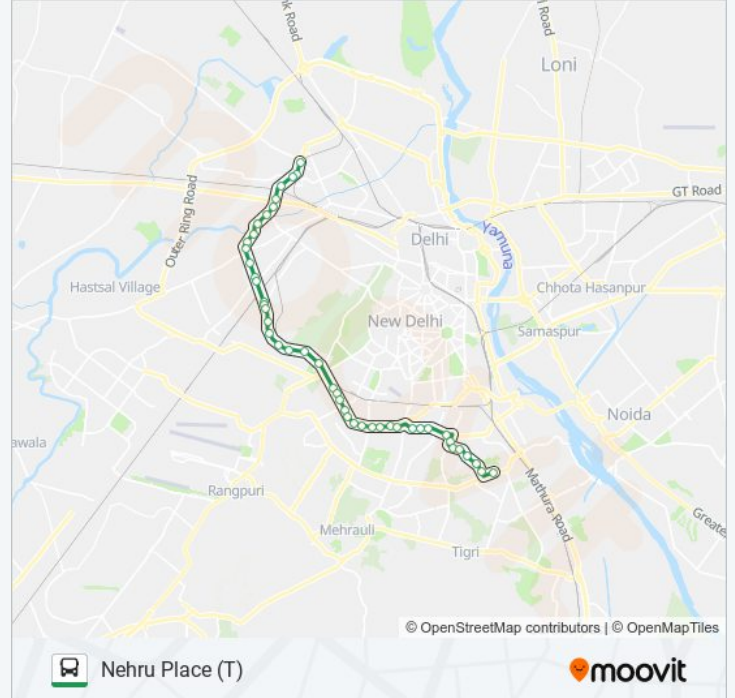 nk Road
l Road
Loni
GT Road
Outer Ring Road
Delhi
Yamuna
Hastsal Village
Chhota Hasanpur
New Delhi
Samaspur
Noida
awala
Rangpuri
Mathura Road
Greate
Mehrauli
Tigri
© OpenStreetMap contributors | © OpenMapTiles
Nehru Place (T)
moovit